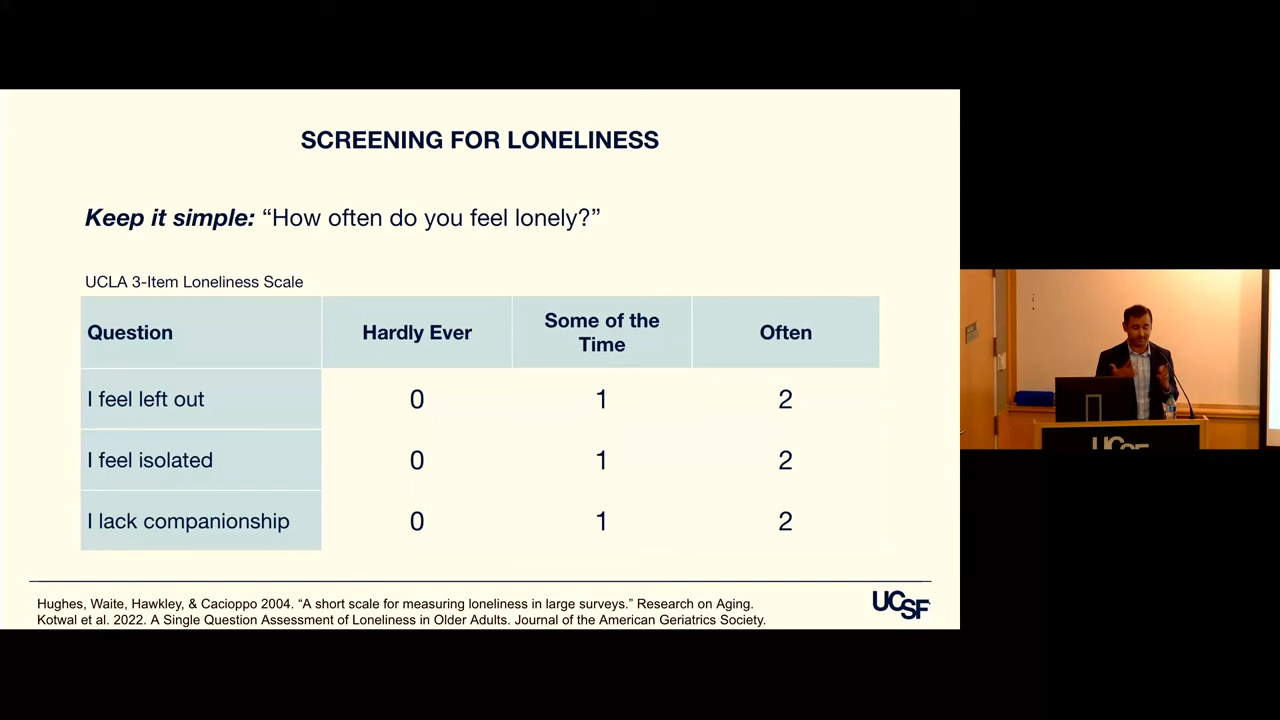 SCREENING FOR LONELINESS
Keep it simple: “How often do you feel lonely?”
UCLA 3-Item Loneliness Scale
Question Hardly Ever Some of the Time Often
I feel left out 0 1 2
I feel isolated 0 1 2
I lack companionship 0 1 2
Hughes, Waite, Hawkley, & Cacioppo 2004. “A short scale for measuring loneliness in large surveys.” Research on Aging.
Kotwal et al. 2022. A Single Question Assessment of Loneliness in Older Adults. Journal of the American Geriatrics Society.
UCSF
UCSF